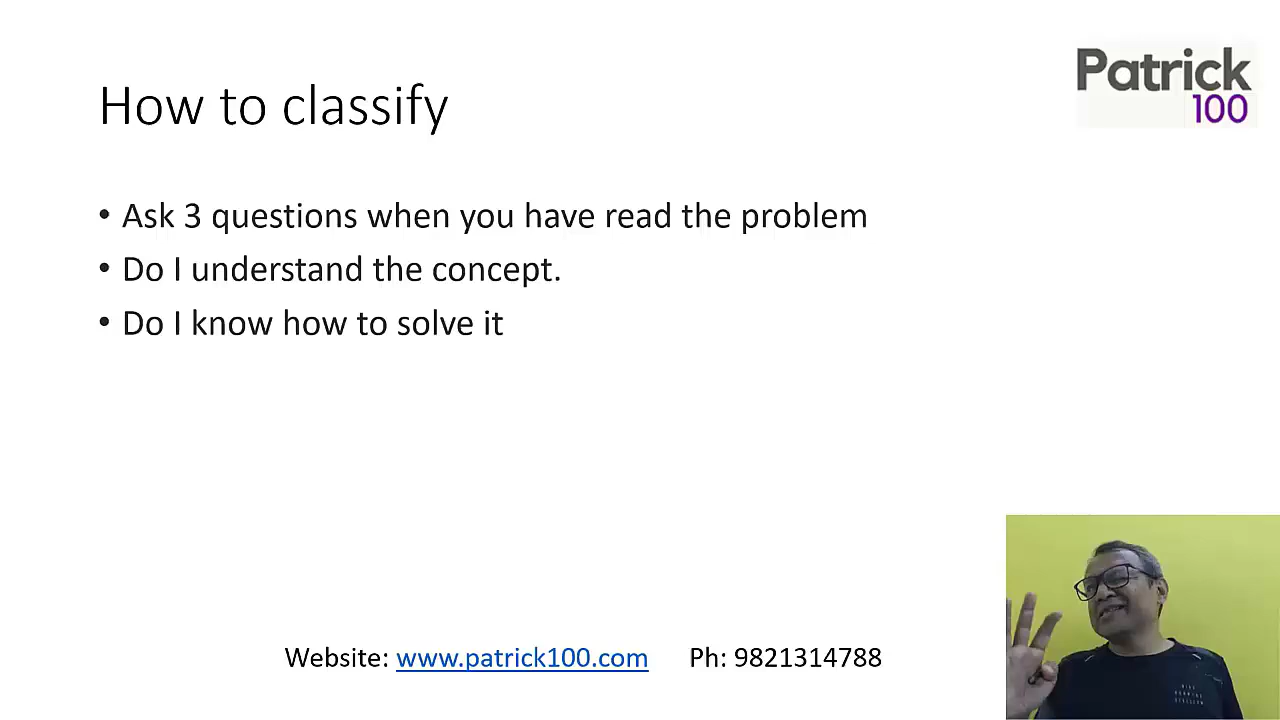 Patrick
100
How to classify
• Ask 3 questions when you have read the problem
• Do I understand the concept.
• Do I know how to solve it
Website: www.patrick100.com Ph: 9821314788